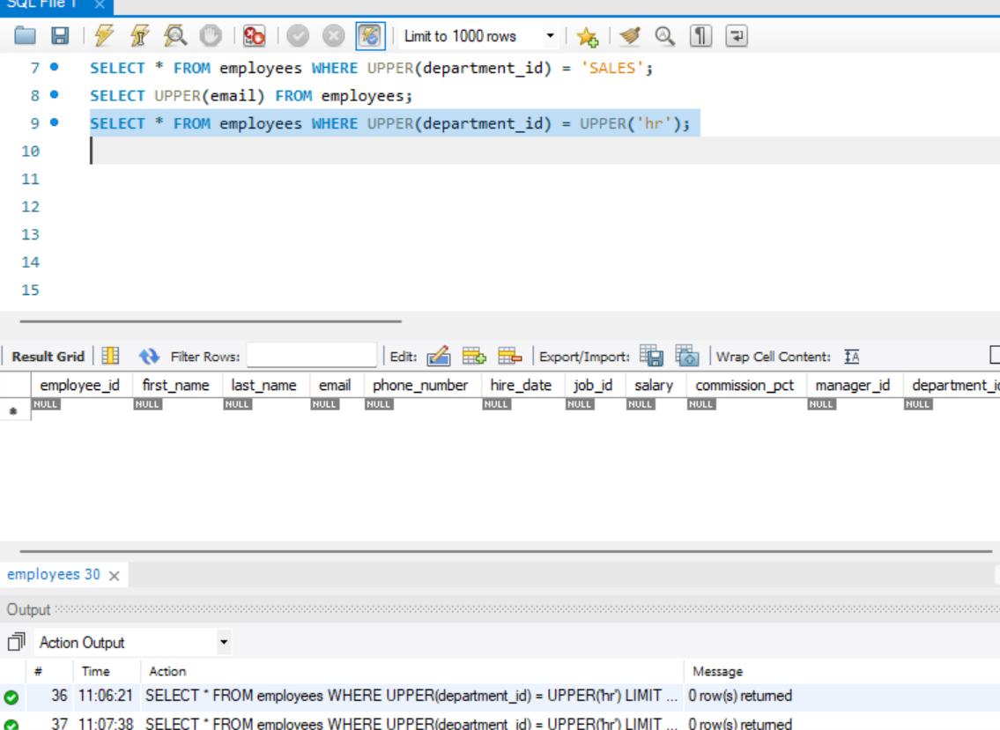 SQL File 1
Limit to 1000 rows
7 SELECT * FROM employees WHERE UPPER(department_id) = 'SALES';
8 SELECT UPPER(email) FROM employees;
9 SELECT * FROM employees WHERE UPPER(department_id) = UPPER('hr');
10
11
12
13
14
15
Result Grid Filter Rows: Edit: Export/Import: Wrap Cell Content:
employee_id first_name last_name email phone_number hire_date job_id salary commission_pct manager_id department_id
NULL NULL NULL NULL NULL NULL NULL NULL NULL NULL NULL
employees 30
Output
Action Output
# Time Action Message
36 11:06:21 SELECT * FROM employees WHERE UPPER(department_id) = UPPER('hr') LIMIT ... 0 row(s) returned
37 11:07:38 SELECT * FROM employees WHERE UPPER(department_id) = UPPER('hr') LIMIT ... 0 row(s) returned